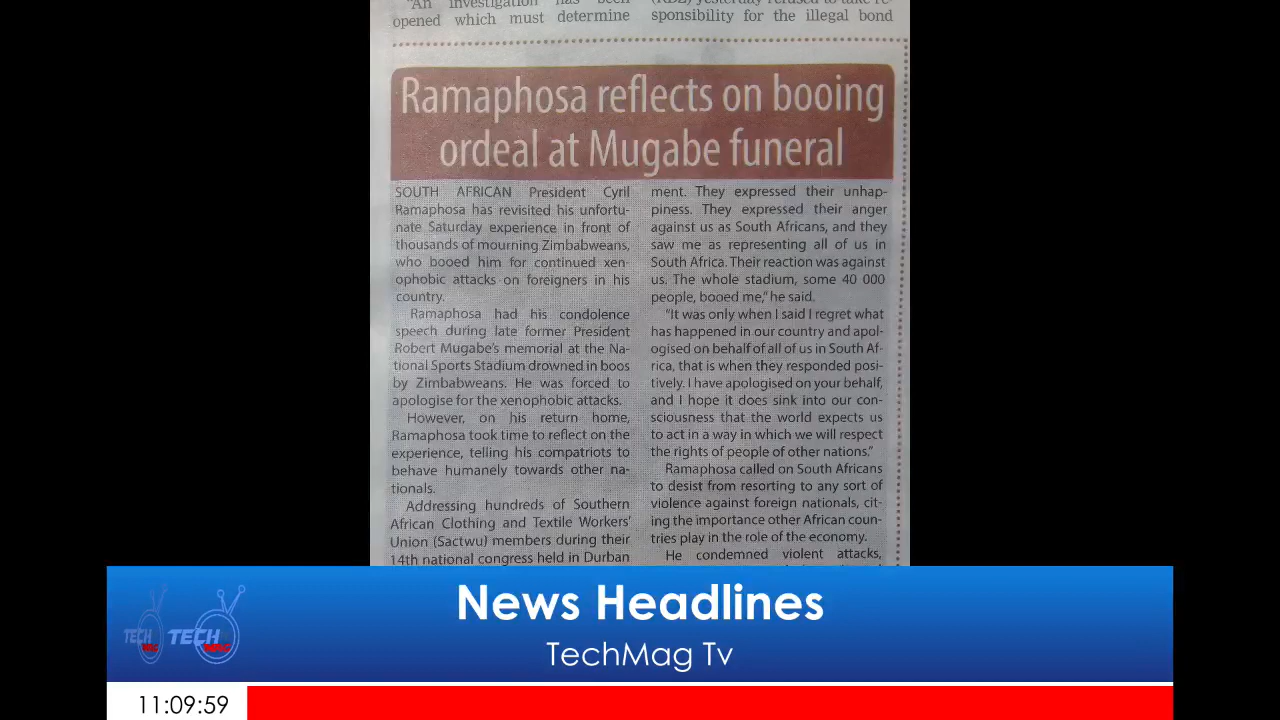 "An investigation has been
opened which must determine
(RBZ) yesterday refused to take re-
sponsibility for the illegal bond
Ramaphosa reflects on booing
ordeal at Mugabe funeral
SOUTH AFRICAN President Cyril
Ramaphosa has revisited his unfortu-
nate Saturday experience in front of
thousands of mourning Zimbabweans,
who booed him for continued xen-
ophobic attacks on foreigners in his
country.
Ramaphosa had his condolence
speech during late former President
Robert Mugabe's memorial at the Na-
tional Sports Stadium drowned in boos
by Zimbabweans. He was forced to
apologise for the xenophobic attacks.
However, on his return home,
Ramaphosa took time to reflect on the
experience, telling his compatriots to
behave humanely towards other na-
tionals.
Addressing hundreds of Southern
African Clothing and Textile Workers'
Union (Sactwu) members during their
14th national congress held in Durban
ment. They expressed their unhap-
piness. They expressed their anger
against us as South Africans, and they
saw me as representing all of us in
South Africa. Their reaction was against
us. The whole stadium, some 40 000
people, booed me," he said.
"It was only when I said I regret what
has happened in our country and apol-
ogised on behalf of all of us in South Af-
rica, that is when they responded posi-
tively. I have apologised on your behalf,
and I hope it does sink into our con-
sciousness that the world expects us
to act in a way in which we will respect
the rights of people of other nations."
Ramaphosa called on South Africans
to desist from resorting to any sort of
violence against foreign nationals, cit-
ing the importance other African coun-
tries play in the role of the economy.
He condemned violent attacks,
TECH
MAG
TECH
MAG
News Headlines
TechMag Tv
11:09:59